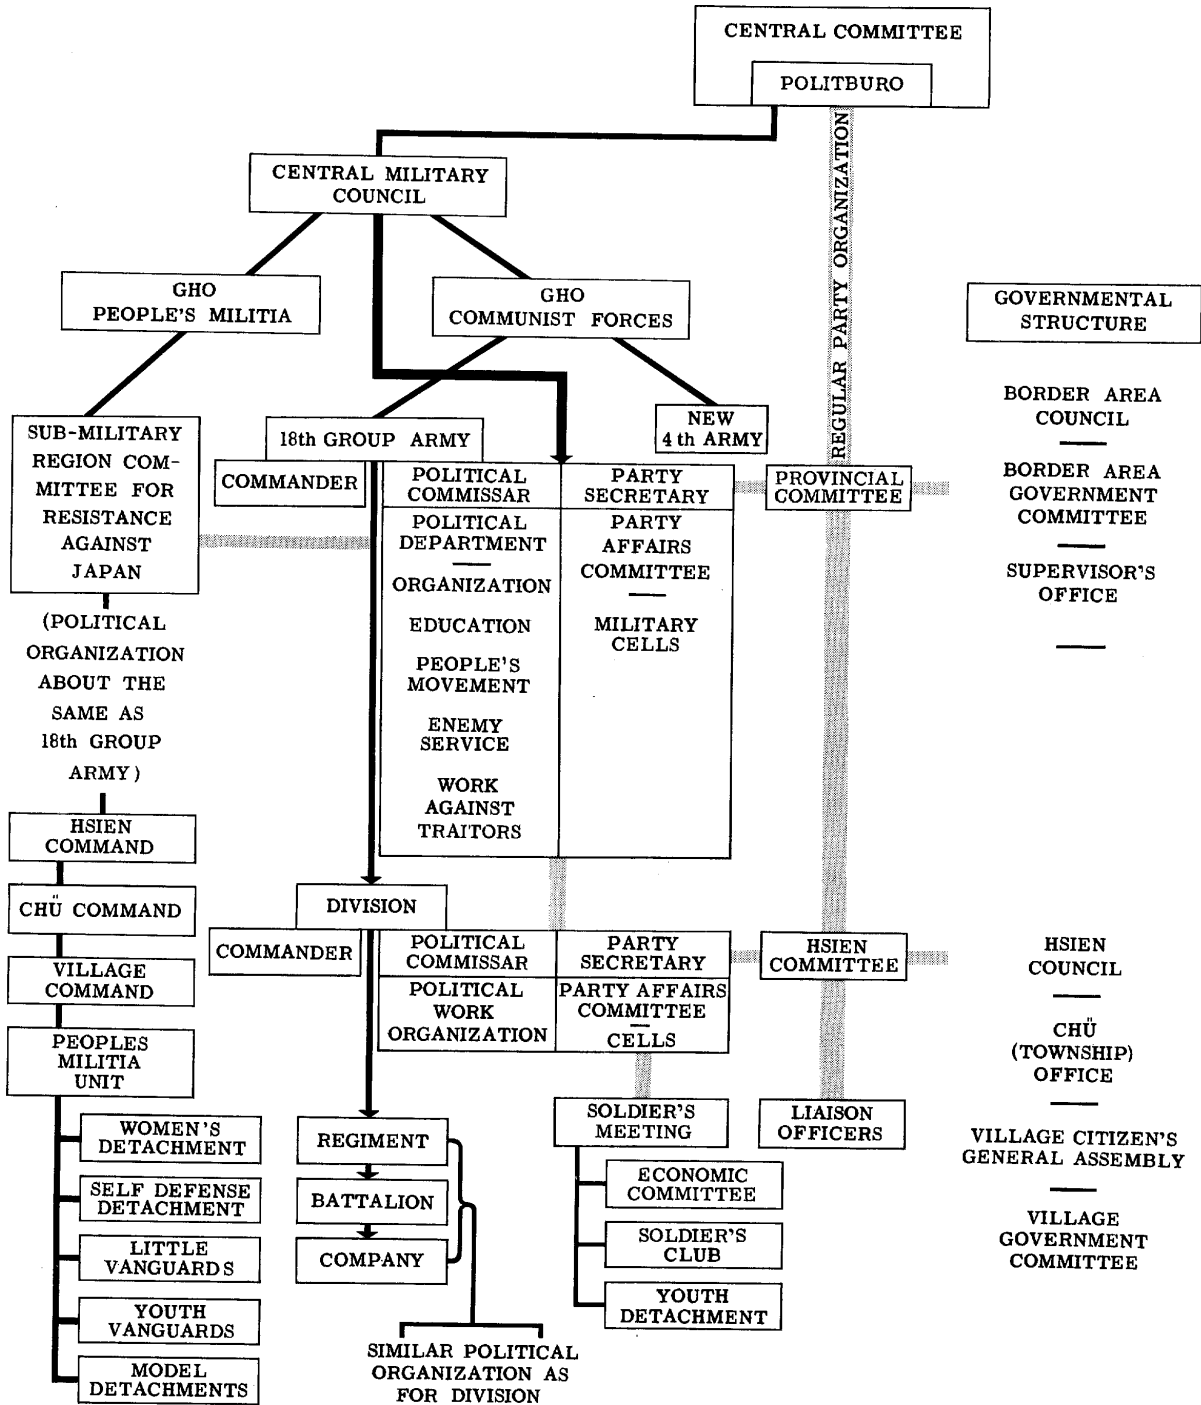 CENTRAL COMMITTEE
POLITBURO
REGULAR PARTY ORGANIZATION
CENTRAL MILITARY
COUNCIL
GHO
PEOPLE'S MILITIA
GHO
COMMUNIST FORCES
GOVERNMENTAL
STRUCTURE
SUB-MILITARY
REGION COM-
MITTEE FOR
RESISTANCE
AGAINST
JAPAN
18th GROUP ARMY
NEW
4 th ARMY
COMMANDER
POLITICAL
COMMISSAR
PARTY
SECRETARY
PROVINCIAL
COMMITTEE
POLITICAL
DEPARTMENT
ORGANIZATION
EDUCATION
PEOPLE'S
MOVEMENT
ENEMY
SERVICE
WORK
AGAINST
TRAITORS
PARTY
AFFAIRS
COMMITTEE
MILITARY
CELLS
BORDER AREA
COUNCIL
BORDER AREA
GOVERNMENT
COMMITTEE
SUPERVISOR'S
OFFICE
(POLITICAL
ORGANIZATION
ABOUT THE
SAME AS
18th GROUP
ARMY)
HSIEN
COMMAND
CHÜ COMMAND
VILLAGE
COMMAND
PEOPLES
MILITIA
UNIT
WOMEN'S
DETACHMENT
SELF DEFENSE
DETACHMENT
LITTLE
VANGUARDS
YOUTH
VANGUARDS
MODEL
DETACHMENTS
DIVISION
COMMANDER
POLITICAL
COMMISSAR
PARTY
SECRETARY
HSIEN
COMMITTEE
POLITICAL
WORK
ORGANIZATION
PARTY AFFAIRS
COMMITTEE
CELLS
REGIMENT
BATTALION
COMPANY
SIMILAR POLITICAL
ORGANIZATION AS
FOR DIVISION
SOLDIER'S
MEETING
ECONOMIC
COMMITTEE
SOLDIER'S
CLUB
YOUTH
DETACHMENT
LIAISON
OFFICERS
HSIEN
COUNCIL
CHÜ
(TOWNSHIP)
OFFICE
VILLAGE CITIZEN'S
GENERAL ASSEMBLY
VILLAGE
GOVERNMENT
COMMITTEE